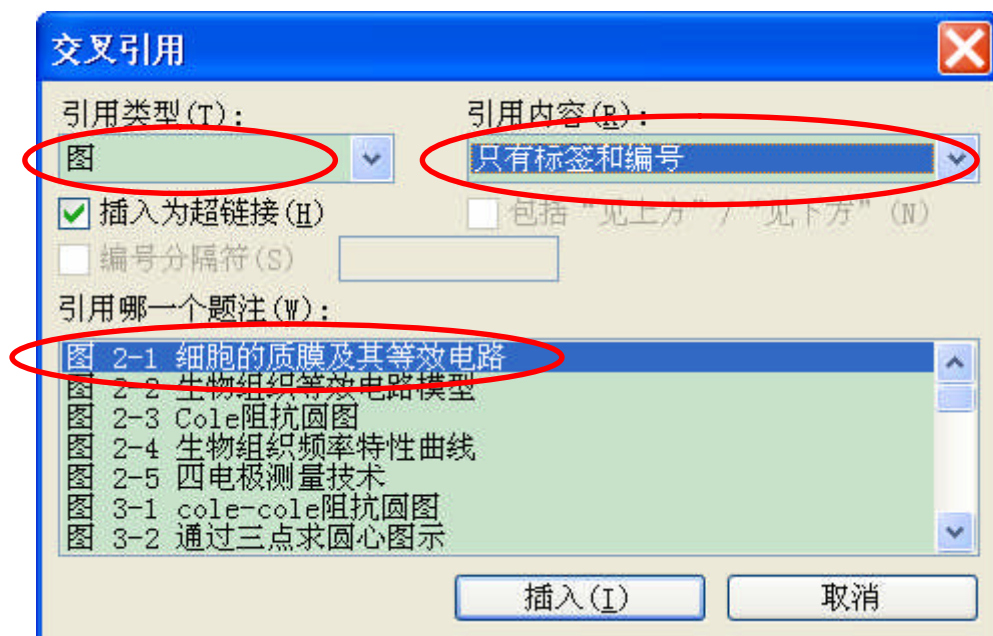 交叉引用
引用类型(T):
引用内容(R):
图
只有标签和编号
插入为超链接(H)
包括“见上方”/“见下方”(N)
编号分隔符(S)
引用哪一个题注(W):
图 2-1 细胞的质膜及其等效电路
图 2-2 生物组织等效电路模型
图 2-3 Cole阻抗圆图
图 2-4 生物组织频率特性曲线
图 2-5 四电极测量技术
图 3-1 cole-cole阻抗圆图
图 3-2 通过三点求圆心图示
插入(I)
取消